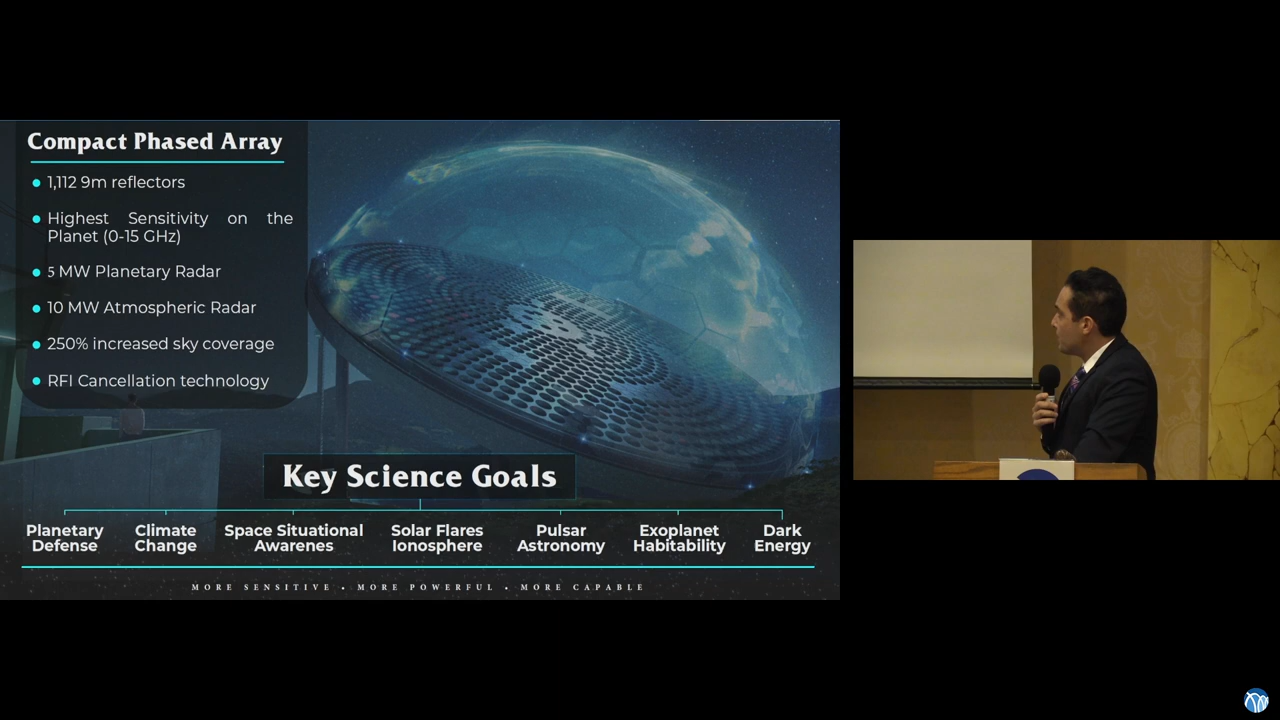 Compact Phased Array
1,112 9m reflectors
Highest Sensitivity on the
Planet (0-15 GHz)
5 MW Planetary Radar
10 MW Atmospheric Radar
250% increased sky coverage
RFI Cancellation technology
Key Science Goals
Planetary
Defense
Climate
Change
Space Situational
Awarenes
Solar Flares
Ionosphere
Pulsar
Astronomy
Exoplanet
Habitability
Dark
Energy
MORE SENSITIVE • MORE POWERFUL • MORE CAPABLE